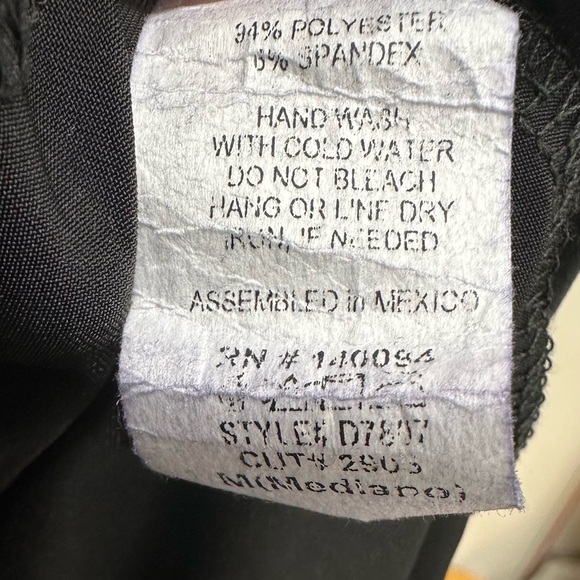 94% POLYESTER
6% SPANDEX
HAND WASH
WITH COLD WATER
DO NOT BLEACH
HANG OR LINE DRY
IRON, IF NEEDED
ASSEMBLED in MEXICO
RN # 140094
STYLE# D7807
CUT# 2903
M(Mediano)